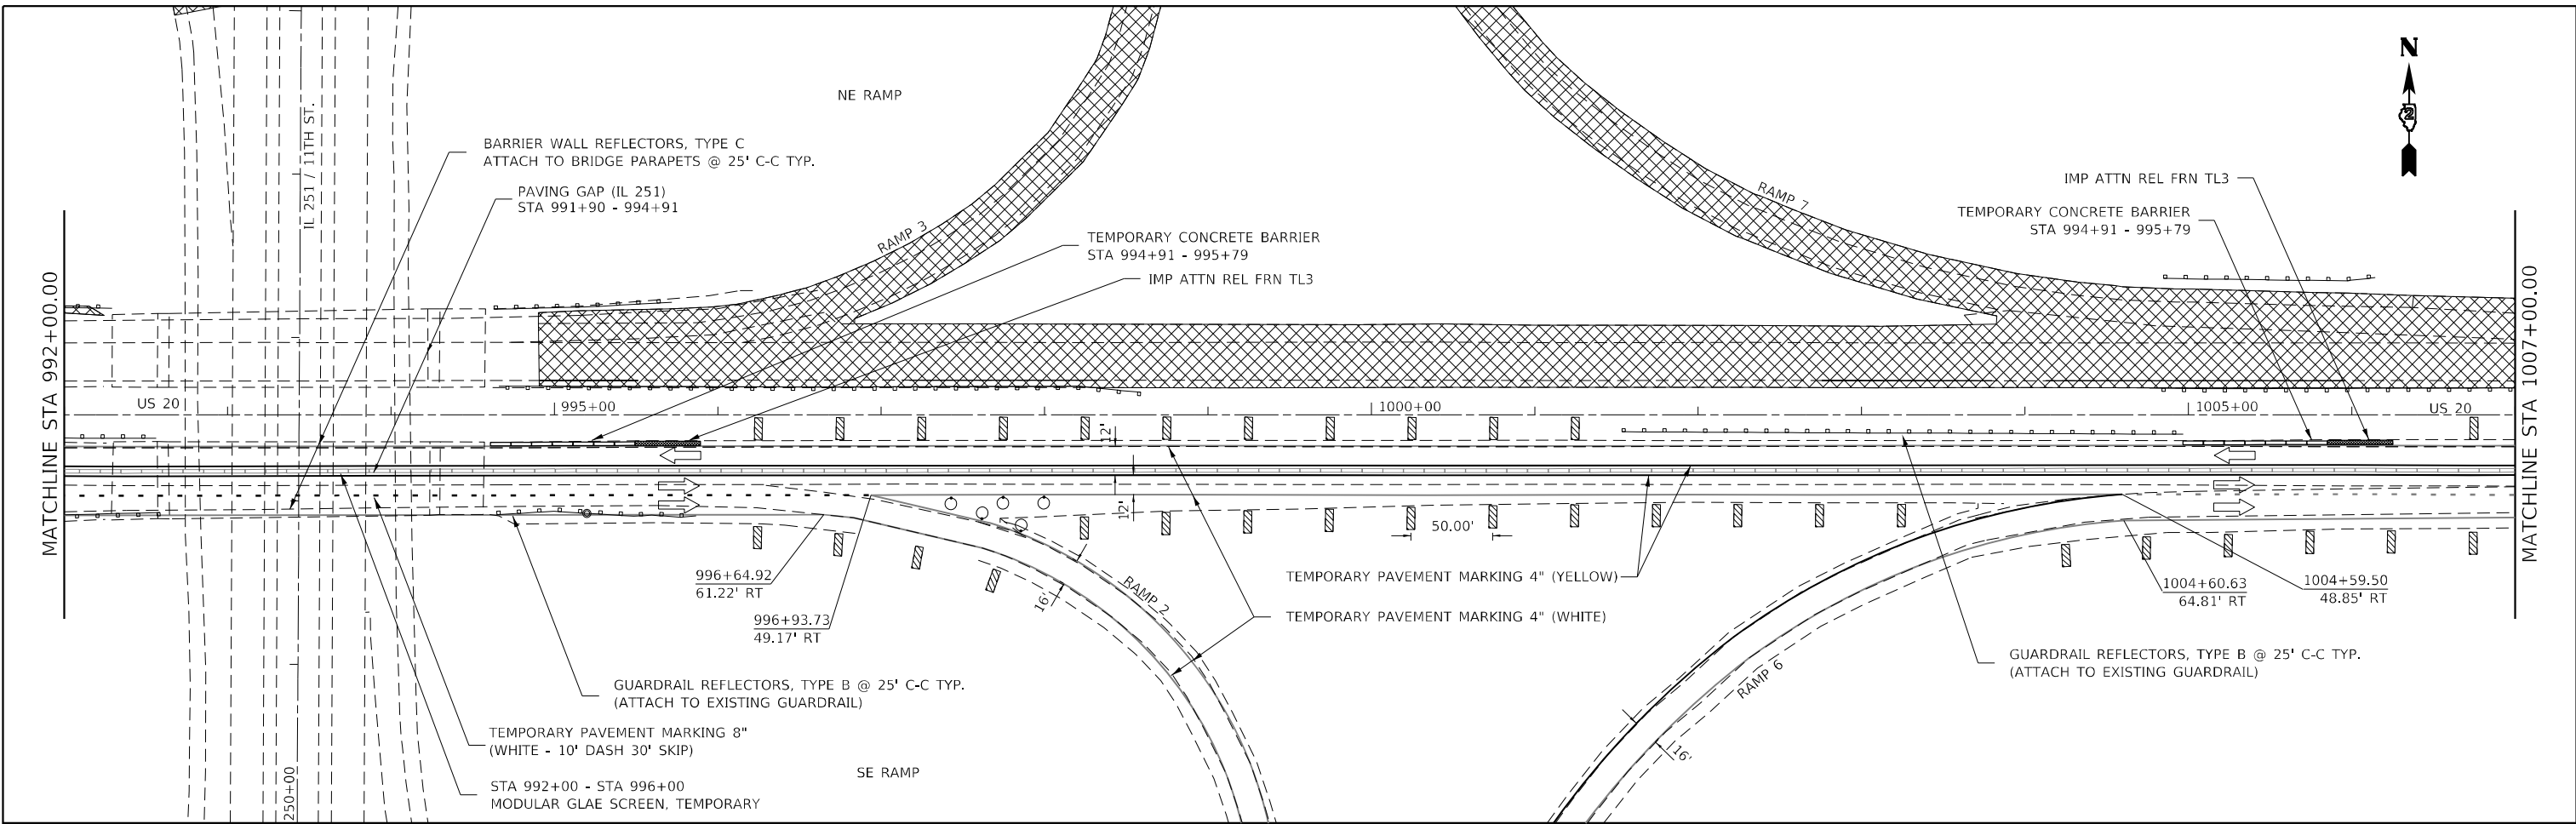 NE RAMP
N
2
BARRIER WALL REFLECTORS, TYPE C
ATTACH TO BRIDGE PARAPETS @ 25' C-C TYP.
PAVING GAP (IL 251)
STA 991+90 - 994+91
IL 251 / 11TH ST.
RAMP 3
TEMPORARY CONCRETE BARRIER
STA 994+91 - 995+79
IMP ATTN REL FRN TL3
RAMP 7
IMP ATTN REL FRN TL3
TEMPORARY CONCRETE BARRIER
STA 994+91 - 995+79
MATCHLINE STA 992+00.00
MATCHLINE STA 1007+00.00
US 20
995+00
1000+00
1005+00
US 20
12'
12'
50.00'
996+64.92
61.22' RT
996+93.73
49.17' RT
RAMP 2
16'
TEMPORARY PAVEMENT MARKING 4" (YELLOW)
TEMPORARY PAVEMENT MARKING 4" (WHITE)
1004+60.63
64.81' RT
1004+59.50
48.85' RT
GUARDRAIL REFLECTORS, TYPE B @ 25' C-C TYP.
(ATTACH TO EXISTING GUARDRAIL)
RAMP 6
16'
GUARDRAIL REFLECTORS, TYPE B @ 25' C-C TYP.
(ATTACH TO EXISTING GUARDRAIL)
TEMPORARY PAVEMENT MARKING 8"
(WHITE - 10' DASH 30' SKIP)
SE RAMP
STA 992+00 - STA 996+00
MODULAR GLAE SCREEN, TEMPORARY
250+00